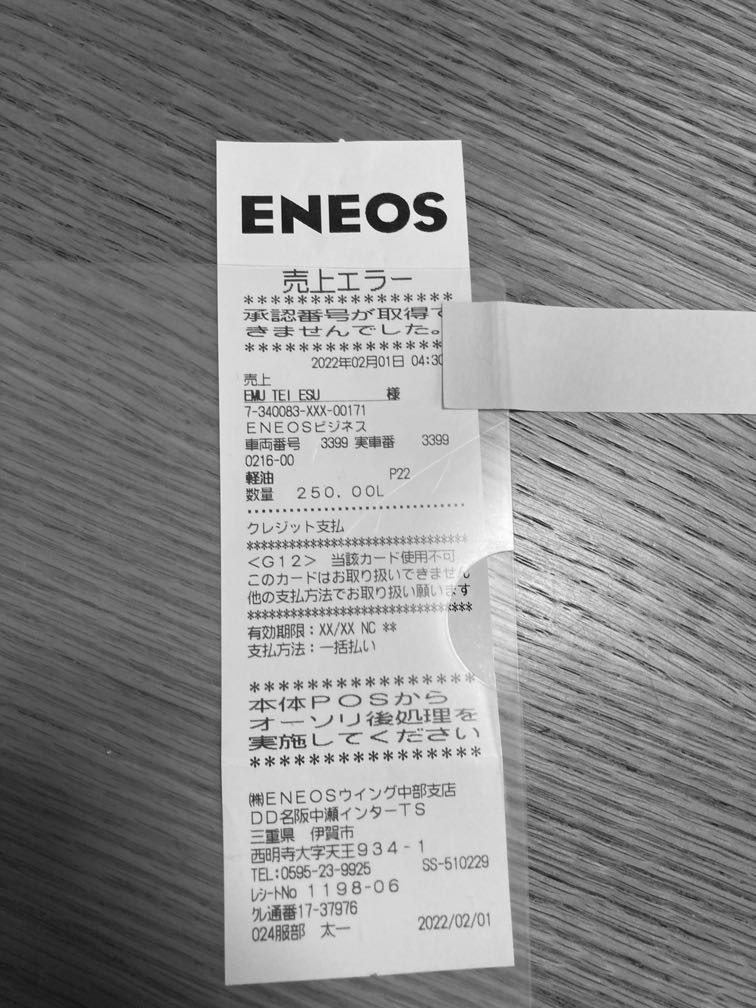 ENEOS
売上エラー
****************
承認番号が取得で
きませんでした。
****************
2022年02月01日 04:30
売上
EMU TEI ESU 様
7-340083-XXX-00171
ENEOSビジネス
車両番号 3399 実車番 3399
0216-00
軽油 P22
数量 250.00L
クレジット支払
********************************
<G12> 当該カード使用不可
このカードはお取り扱いできません
他の支払方法でお取り扱い願います
********************************
有効期限:XX/XX NC **
支払方法:一括払い
****************
本体POSから
オーソリ後処理を
実施してください
****************
㈱ENEOSウイング中部支店
DD名阪中瀬インターTS
三重県 伊賀市
西明寺大字天王934-1
TEL:0595-23-9925 SS-510229
レシートNo 1198-06
クレ通番17-37976
024服部 太一 2022/02/01